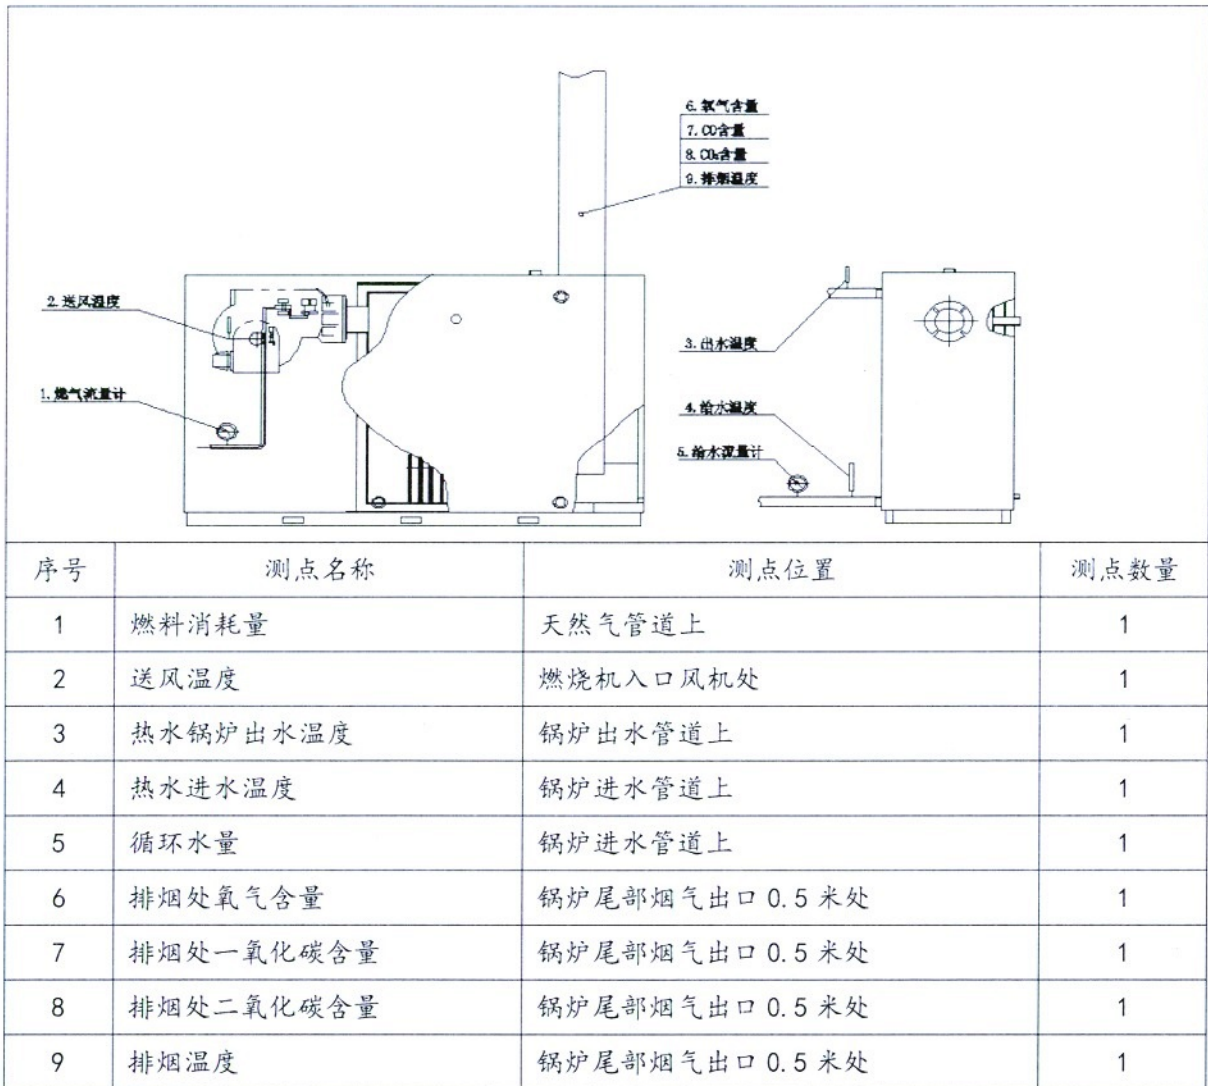 6. 氧气含量
7. CO含量
8. CO₂含量
9. 排烟温度
2. 送风温度
1. 燃气流量计
3. 出水温度
4. 给水温度
5. 给水流量计
序号 测点名称 测点位置 测点数量
1 燃料消耗量 天然气管道上 1
2 送风温度 燃烧机入口风机处 1
3 热水锅炉出水温度 锅炉出水管道上 1
4 热水进水温度 锅炉进水管道上 1
5 循环水量 锅炉进水管道上 1
6 排烟处氧气含量 锅炉尾部烟气出口 0.5 米处 1
7 排烟处一氧化碳含量 锅炉尾部烟气出口 0.5 米处 1
8 排烟处二氧化碳含量 锅炉尾部烟气出口 0.5 米处 1
9 排烟温度 锅炉尾部烟气出口 0.5 米处 1